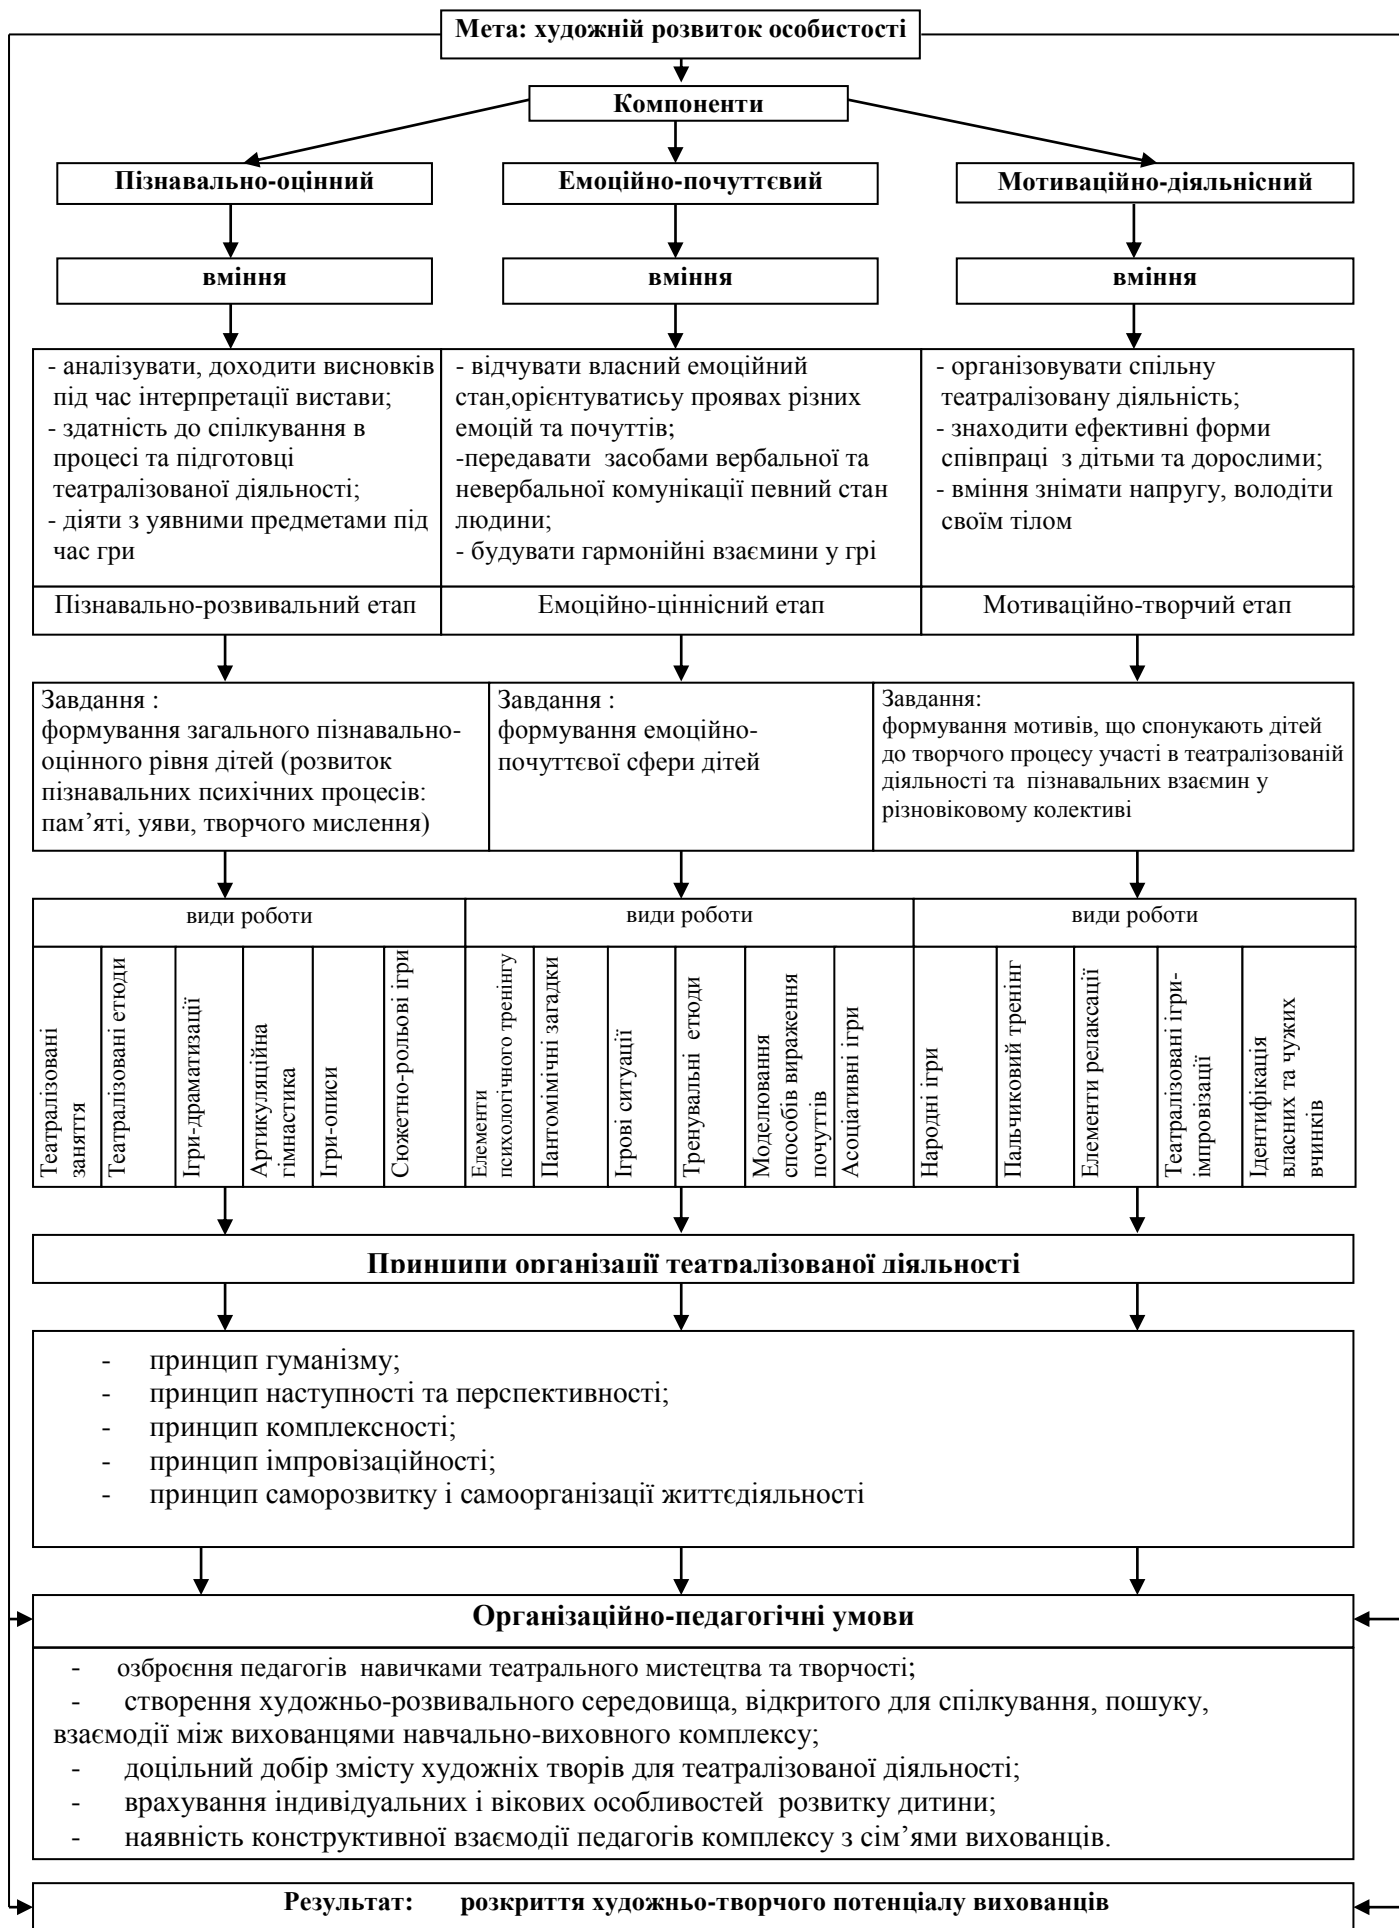 Мета: художній розвиток особистості
Компоненти
Пізнавально-оцінний
Емоційно-почуттєвий
Мотиваційно-діяльнісний
вміння
вміння
вміння
- аналізувати, доходити висновків
під час інтерпретації вистави;
- здатність до спілкування в
процесі та підготовці
театралізованої діяльності;
- діяти з уявними предметами під
час гри
- відчувати власний емоційний
стан,орієнтуватисьу проявах різних
емоцій та почуттів;
-передавати засобами вербальної та
невербальної комунікації певний стан
людини;
- будувати гармонійні взаємини у грі
- організовувати спільну
театралізовану діяльність;
- знаходити ефективні форми
співпраці з дітьми та дорослими;
- вміння знімати напругу, володіти
своїм тілом
Пізнавально-розвивальний етап
Емоційно-ціннісний етап
Мотиваційно-творчий етап
Завдання :
формування загального пізнавально-
оцінного рівня дітей (розвиток
пізнавальних психічних процесів:
пам’яті, уяви, творчого мислення)
Завдання :
формування емоційно-
почуттєвої сфери дітей
Завдання:
формування мотивів, що спонукають дітей
до творчого процесу участі в театралізованій
діяльності та пізнавальних взаємин у
різновіковому колективі
види роботи
види роботи
види роботи
Театралізовані
заняття
Театралізовані етюди
Ігри-драматизації
Артикуляційна
гімнастика
Ігри-описи
Сюжетно-рольові ігри
Елементи
психологічного тренінгу
Пантомімічні загадки
Ігрові ситуації
Тренувальні етюди
Моделювання
способів вираження
почуттів
Асоціативні ігри
Народні ігри
Пальчиковий тренінг
Елементи релаксації
Театралізовані ігри-
імпровізації
Ідентифікація
власних та чужих
вчинків
Принципи організації театралізованої діяльності
- принцип гуманізму;
- принцип наступності та перспективності;
- принцип комплексності;
- принцип імпровізаційності;
- принцип саморозвитку і самоорганізації життєдіяльності
Організаційно-педагогічні умови
- озброєння педагогів навичками театрального мистецтва та творчості;
- створення художньо-розвивального середовища, відкритого для спілкування, пошуку,
взаємодії між вихованцями навчально-виховного комплексу;
- доцільний добір змісту художніх творів для театралізованої діяльності;
- врахування індивідуальних і вікових особливостей розвитку дитини;
- наявність конструктивної взаємодії педагогів комплексу з сім’ями вихованців.
Результат: розкриття художньо-творчого потенціалу вихованців